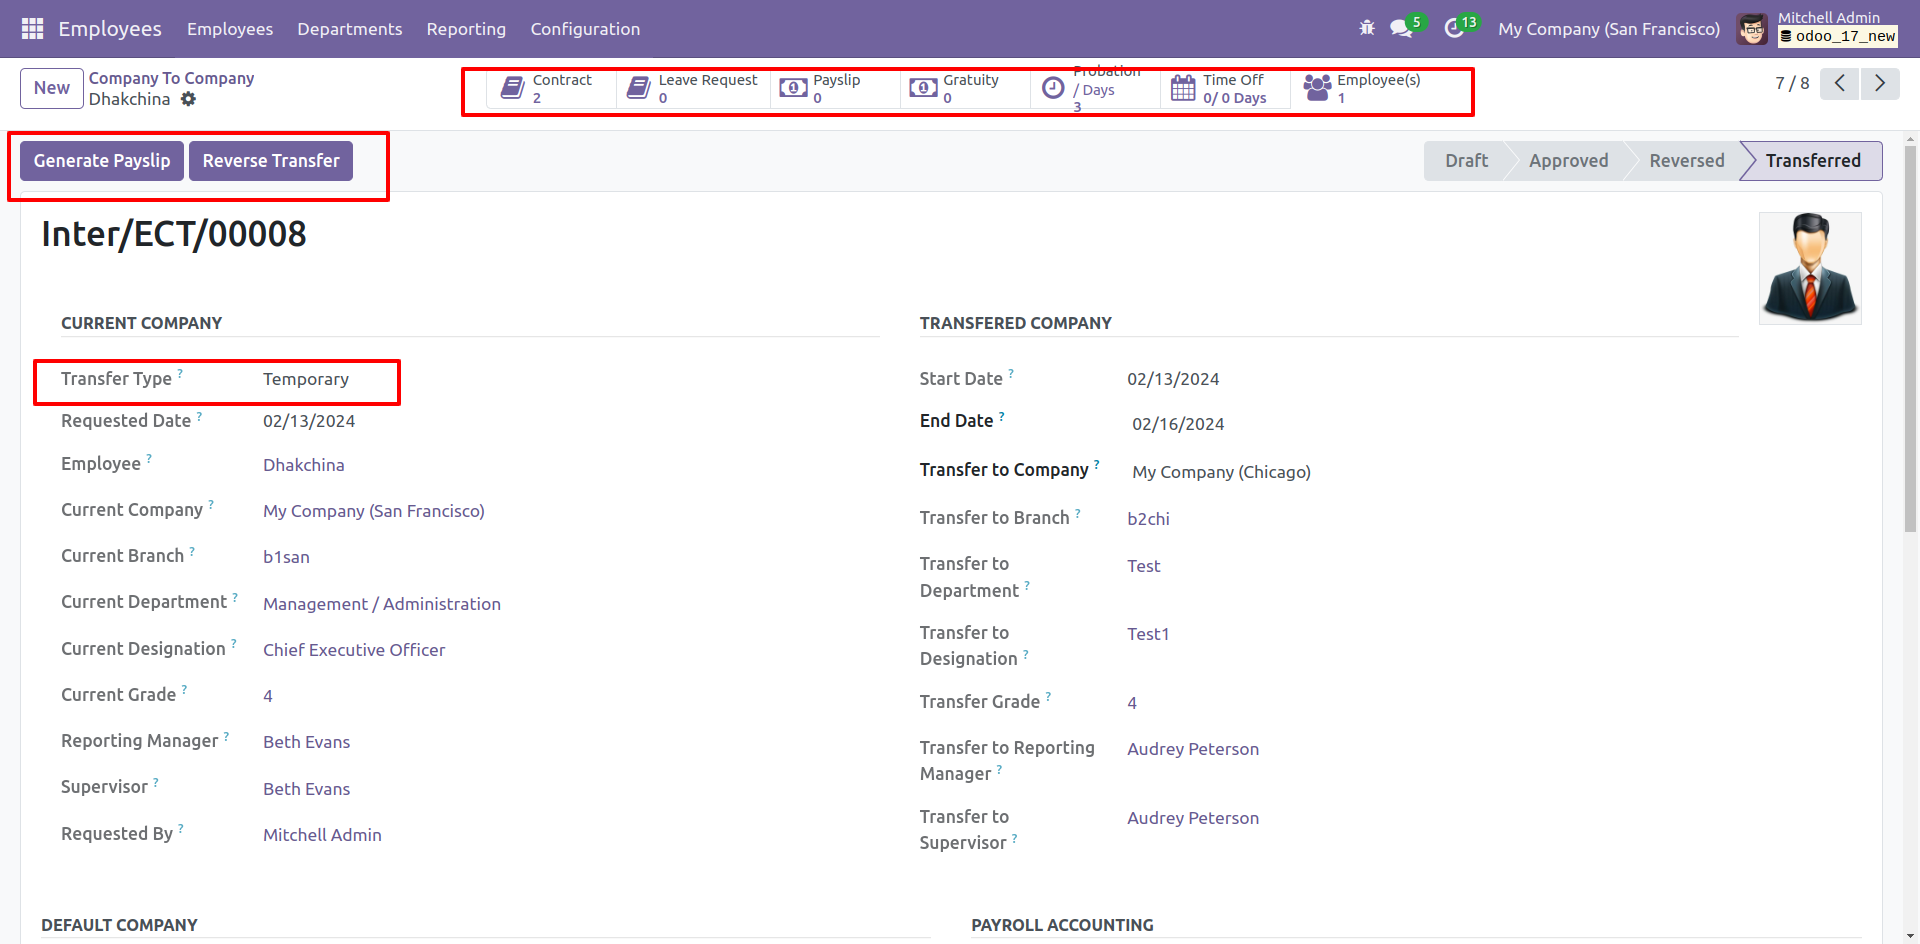 Employees Employees Departments Reporting Configuration 5 13 My Company (San Francisco) Mitchell Admin
odoo_17_new
New Company To Company
Dhakchina
Contract
2
Leave Request
0
Payslip
0
Gratuity
0
Probation
/ Days
3
Time Off
0/ 0 Days
Employee(s)
1
7 / 8
Generate Payslip Reverse Transfer Draft Approved Reversed Transferred
Inter/ECT/00008
CURRENT COMPANY
Transfer Type ? Temporary
Requested Date ? 02/13/2024
Employee ? Dhakchina
Current Company ? My Company (San Francisco)
Current Branch ? b1san
Current Department ? Management / Administration
Current Designation ? Chief Executive Officer
Current Grade ? 4
Reporting Manager ? Beth Evans
Supervisor ? Beth Evans
Requested By ? Mitchell Admin
TRANSFERED COMPANY
Start Date ? 02/13/2024
End Date ? 02/16/2024
Transfer to Company ? My Company (Chicago)
Transfer to Branch ? b2chi
Transfer to Test
Department ?
Transfer to Test1
Designation ?
Transfer Grade ? 4
Transfer to Reporting Audrey Peterson
Manager ?
Transfer to Audrey Peterson
Supervisor ?
DEFAULT COMPANY
PAYROLL ACCOUNTING